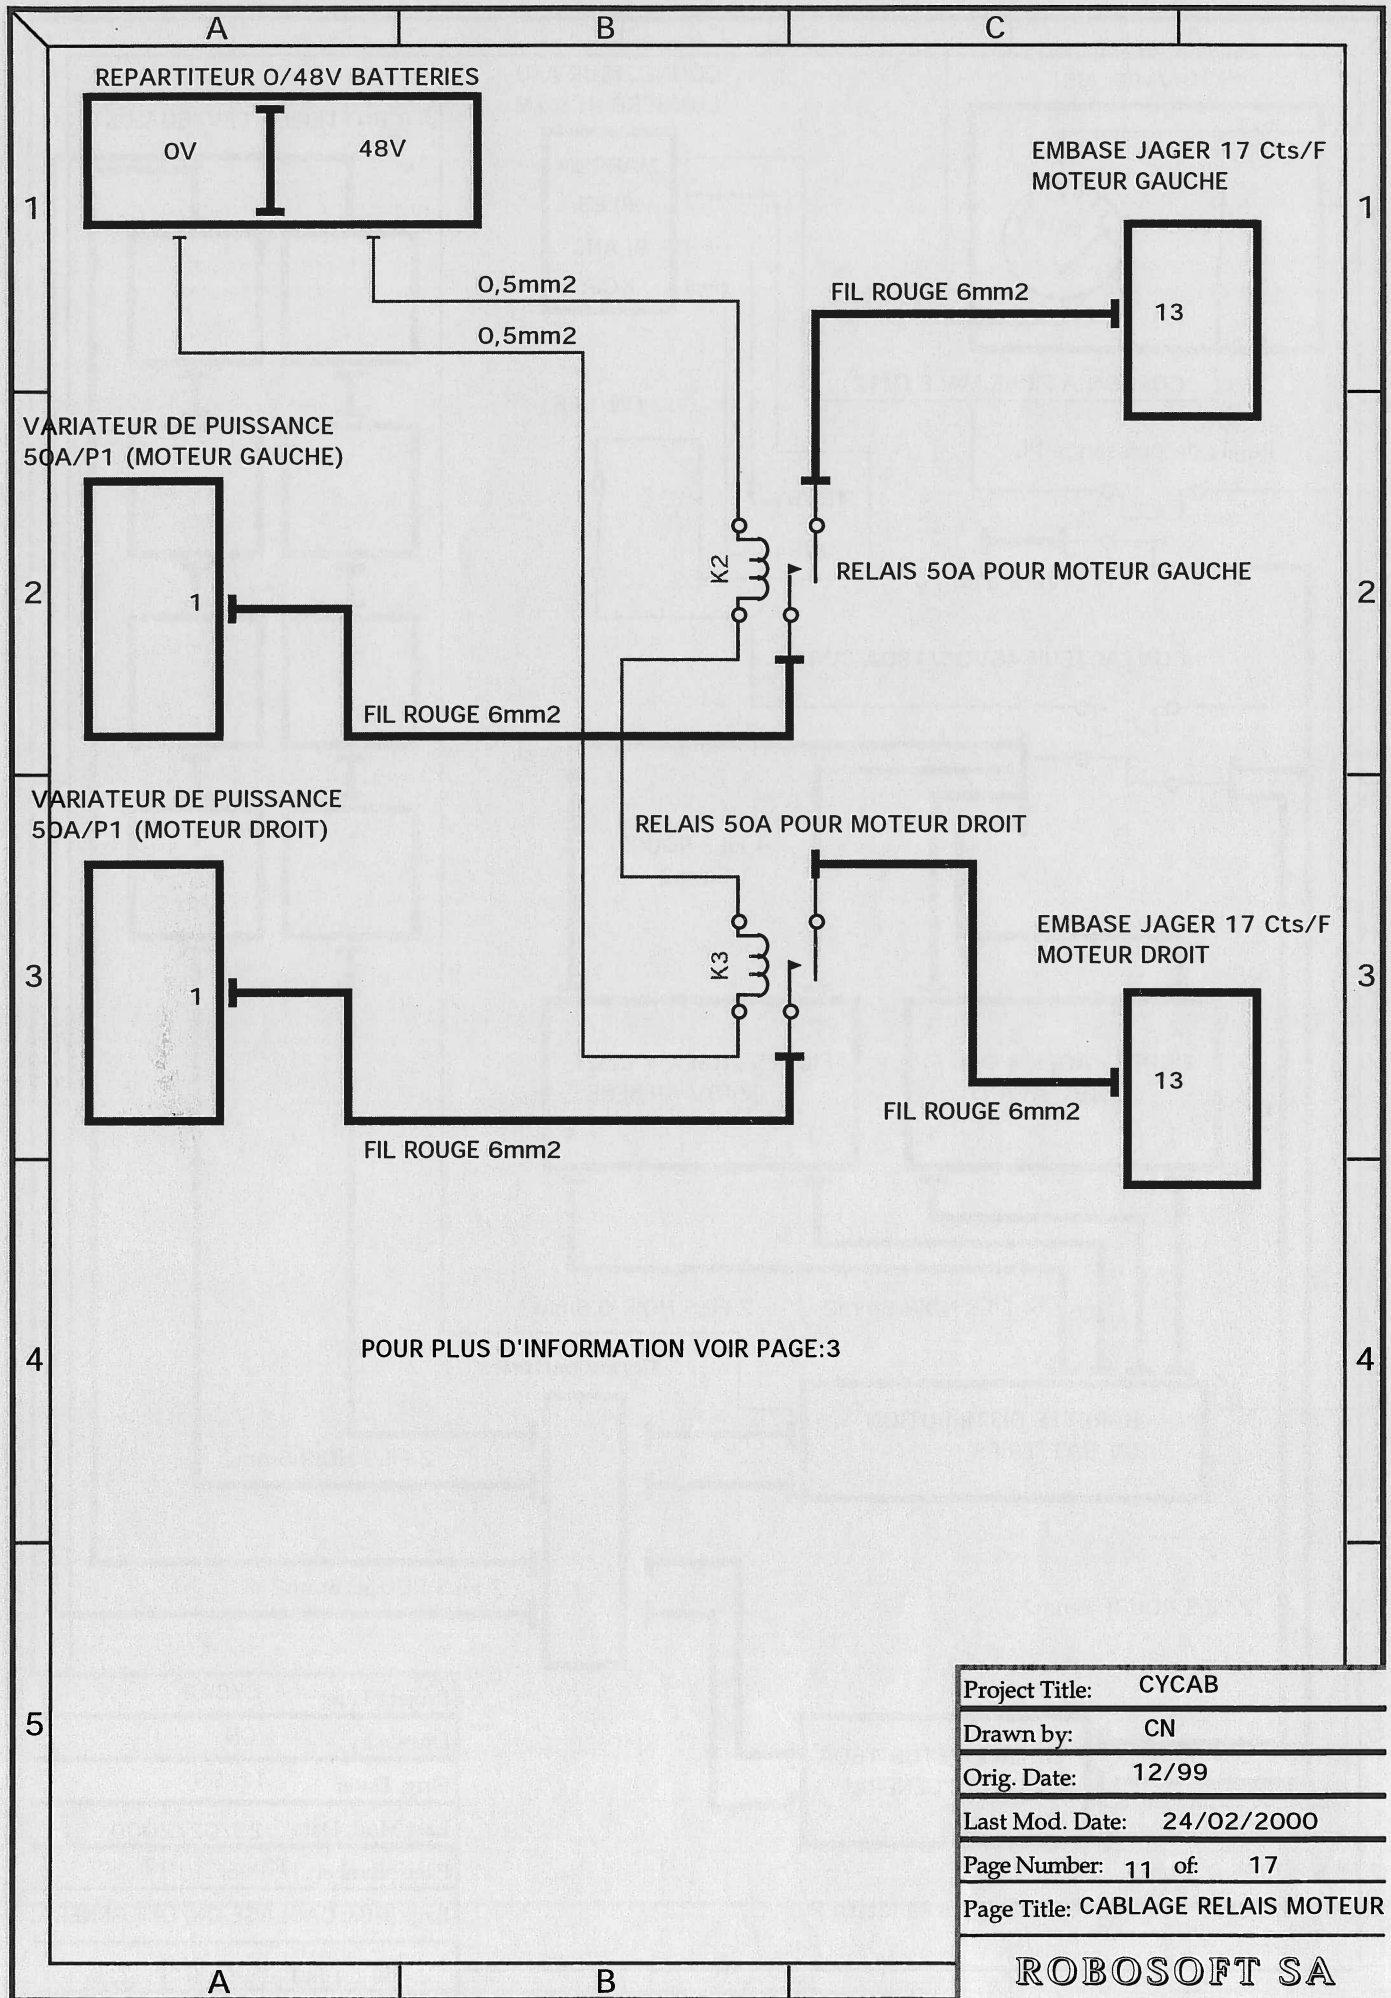 A B C
REPARTITEUR 0/48V BATTERIES
0V 48V
EMBASE JAGER 17 Cts/F
MOTEUR GAUCHE
1 1
0,5mm2
FIL ROUGE 6mm2
13
0,5mm2
VARIATEUR DE PUISSANCE
50A/P1 (MOTEUR GAUCHE)
K2
RELAIS 50A POUR MOTEUR GAUCHE
2 2
1
FIL ROUGE 6mm2
VARIATEUR DE PUISSANCE
50A/P1 (MOTEUR DROIT)
RELAIS 50A POUR MOTEUR DROIT
EMBASE JAGER 17 Cts/F
MOTEUR DROIT
K3
3 3
1
13
FIL ROUGE 6mm2
FIL ROUGE 6mm2
POUR PLUS D'INFORMATION VOIR PAGE:3
4 4
5
Project Title: CYCAB
Drawn by: CN
Orig. Date: 12/99
Last Mod. Date: 24/02/2000
Page Number: 11 of: 17
Page Title: CABLAGE RELAIS MOTEUR
ROBOSOFT SA
A B